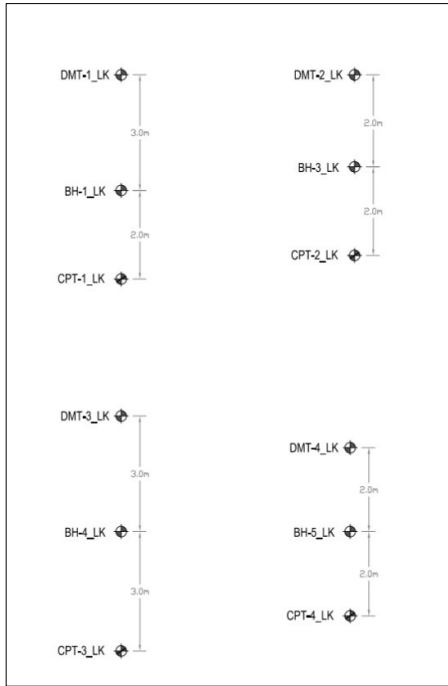 DMT-1_LK
3.0m
BH-1_LK
2.0m
CPT-1_LK
DMT-2_LK
2.0m
BH-3_LK
2.0m
CPT-2_LK
DMT-3_LK
3.0m
BH-4_LK
3.0m
CPT-3_LK
DMT-4_LK
2.0m
BH-5_LK
2.0m
CPT-4_LK